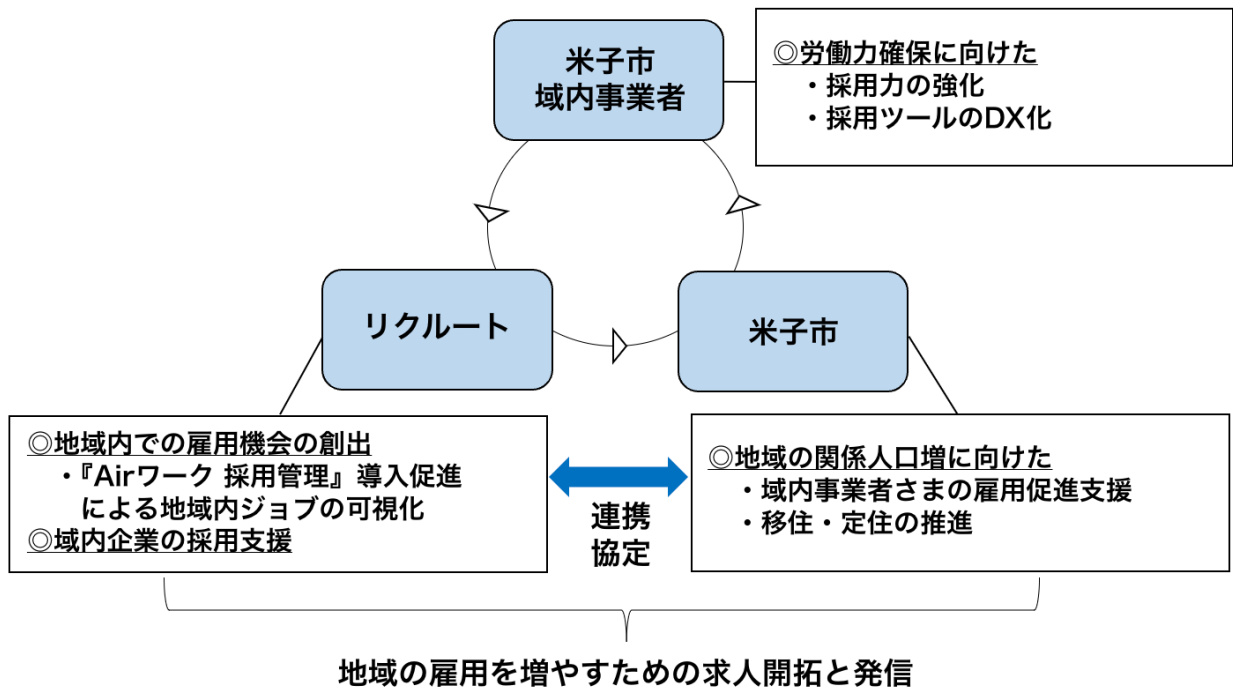 米子市
域内事業者
◎労働力確保に向けた
・採用力の強化
・採用ツールのDX化
リクルート
米子市
◎地域内での雇用機会の創出
・『Airワーク 採用管理』導入促進
による地域内ジョブの可視化
◎域内企業の採用支援
連携
協定
◎地域の関係人口増に向けた
・域内事業者さまの雇用促進支援
・移住・定住の推進
地域の雇用を増やすための求人開拓と発信